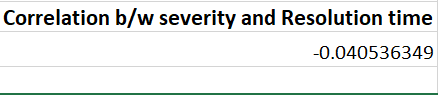 Correlation b/w severity and Resolution time
-0.040536349